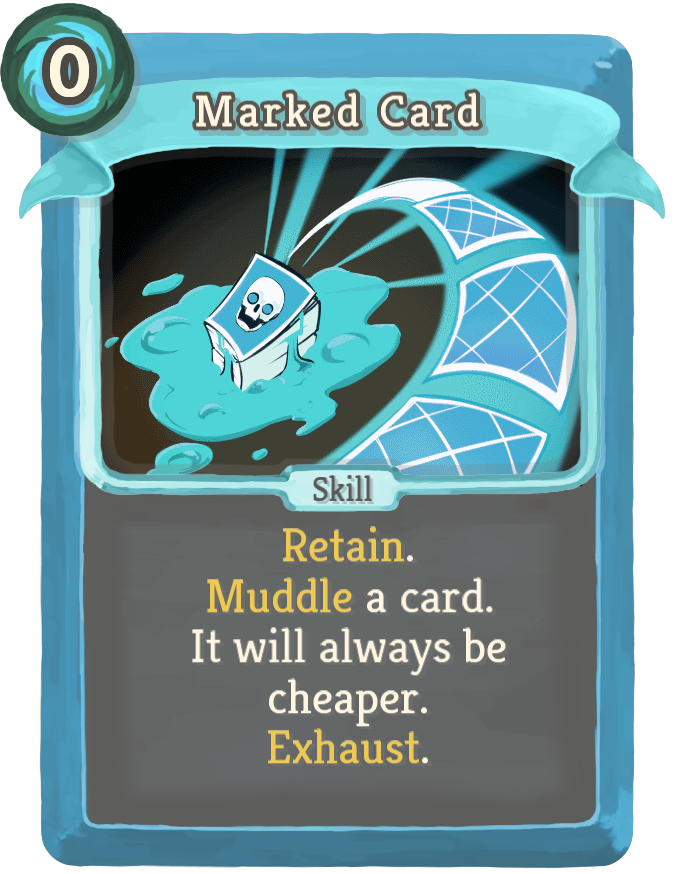 0
Marked Card
Skill
Retain.
Muddle a card.
It will always be
cheaper.
Exhaust.